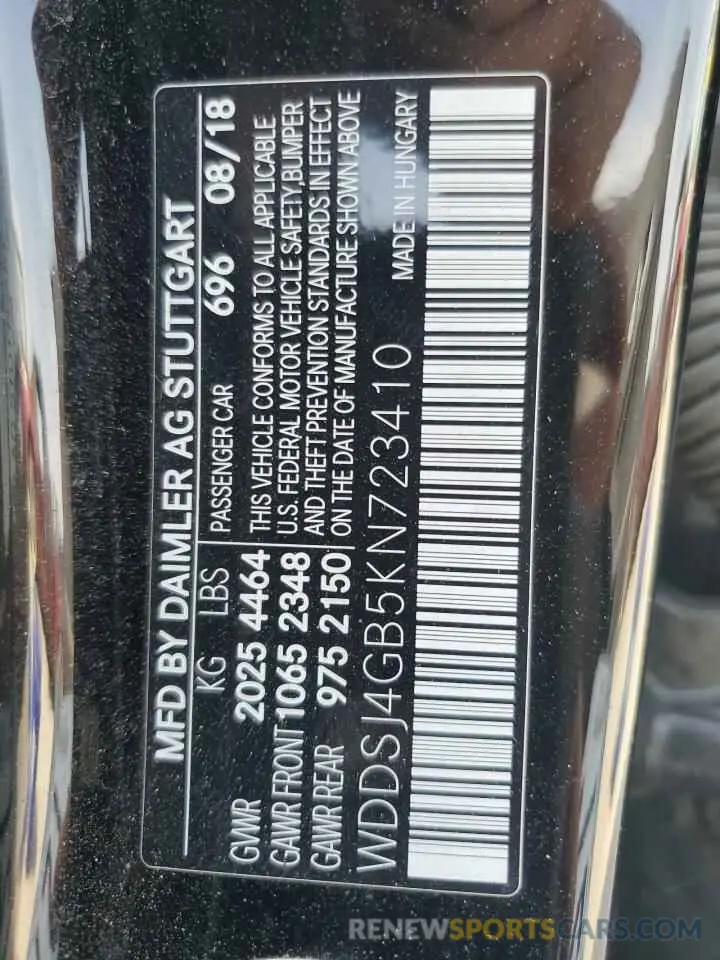 MFD BY DAIMLER AG STUTTGART
KG LBS PASSENGER CAR 696 08/18
GVWR 2025 4464 THIS VEHICLE CONFORMS TO ALL APPLICABLE
GAWR FRONT 1065 2348 U.S. FEDERAL MOTOR VEHICLE SAFETY,BUMPER
GAWR REAR 975 2150 AND THEFT PREVENTION STANDARDS IN EFFECT
ON THE DATE OF MANUFACTURE SHOWN ABOVE
WDDSJ4GB5KN723410 MADE IN HUNGARY
RENEWSPORTSCARS.COM